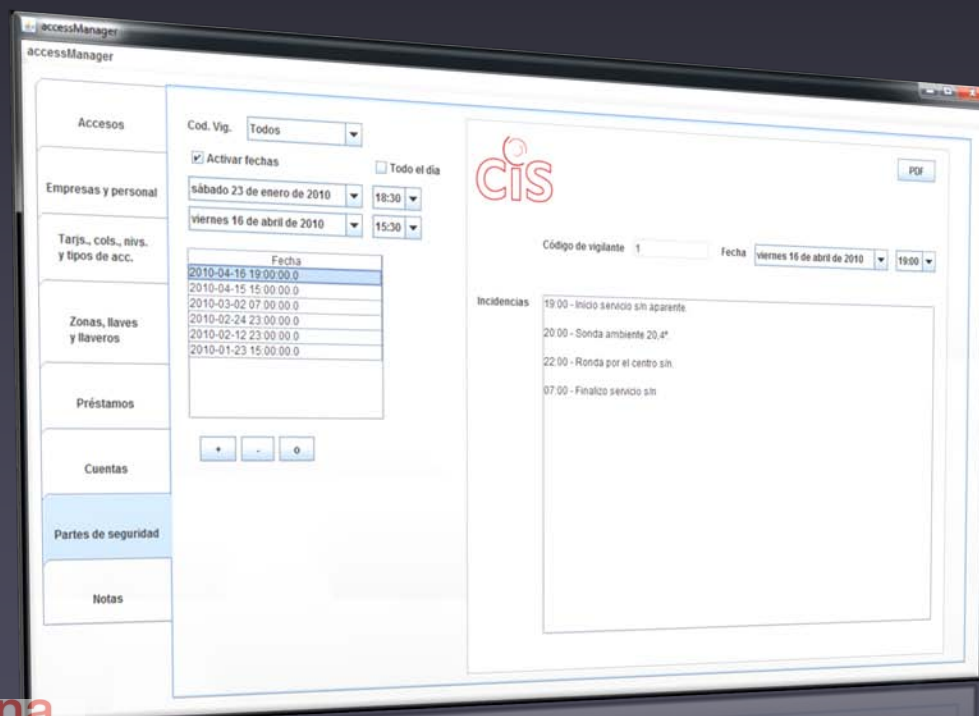 accessManager
accessManager
Accesos
Empresas y personal
Tarjs., cols., nivs.
y tipos de acc.
Zonas, llaves
y llaveros
Préstamos
Cuentas
Partes de seguridad
Notas
Cod. Vig. Todos
Activar fechas
Todo el día
sábado 23 de enero de 2010 18:30
viernes 16 de abril de 2010 15:30
Fecha
2010-04-16 19:00:00.0
2010-04-15 15:00:00.0
2010-03-02 07:00:00.0
2010-02-24 23:00:00.0
2010-02-12 23:00:00.0
2010-01-23 15:00:00.0
+ - o
cis
PDF
Código de vigilante 1 Fecha viernes 16 de abril de 2010 19:00
Incidencias
19:00 - Inicio servicio s/n aparente.
20:00 - Sonda ambiente 20,4º.
22:00 - Ronda por el centro s/n.
07:00 - Finalizo servicio s/n
na